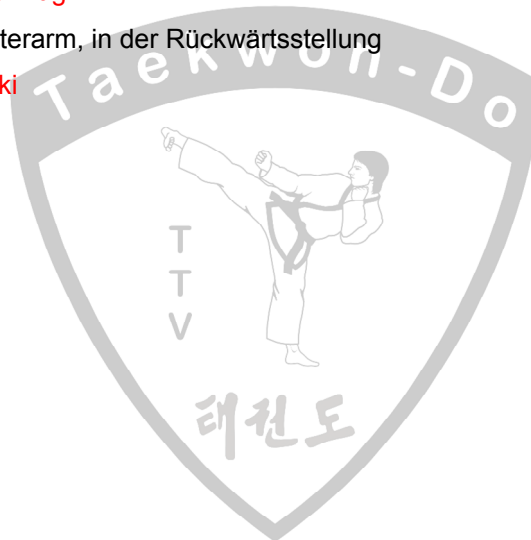 terarm, in der Rückwärtsstellung
ki
Taekwon-Do
T
T
V
태권도